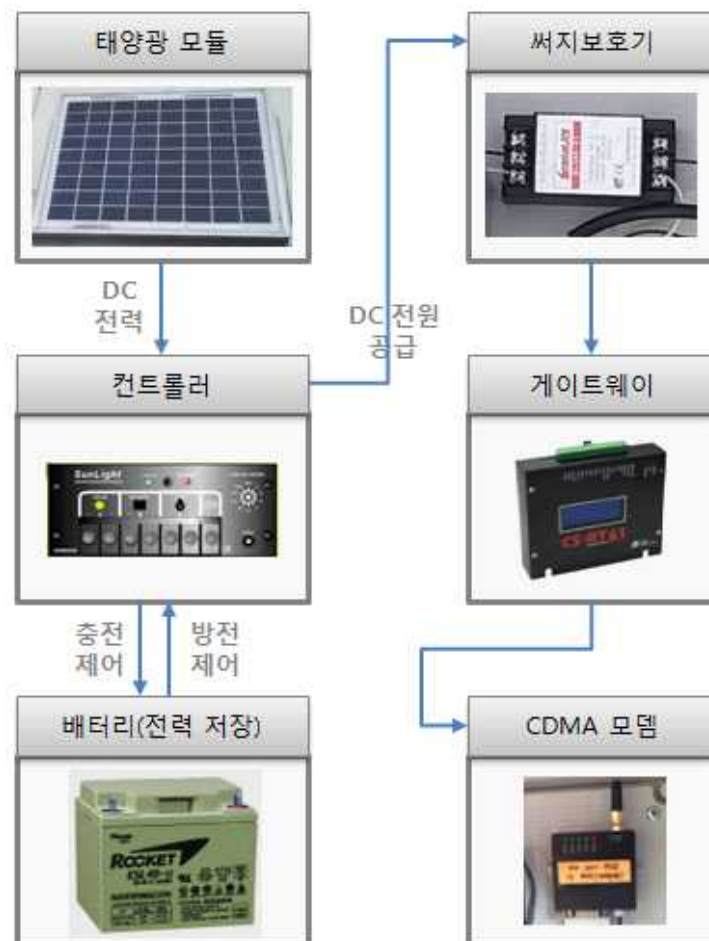 태양광 모듈
써지보호기
DC
전력
DC 전원
공급
컨트롤러
게이트웨이
SunLight
CS-RT61
충전
제어
방전
제어
배터리(전력 저장)
CDMA 모뎀
ROCKET